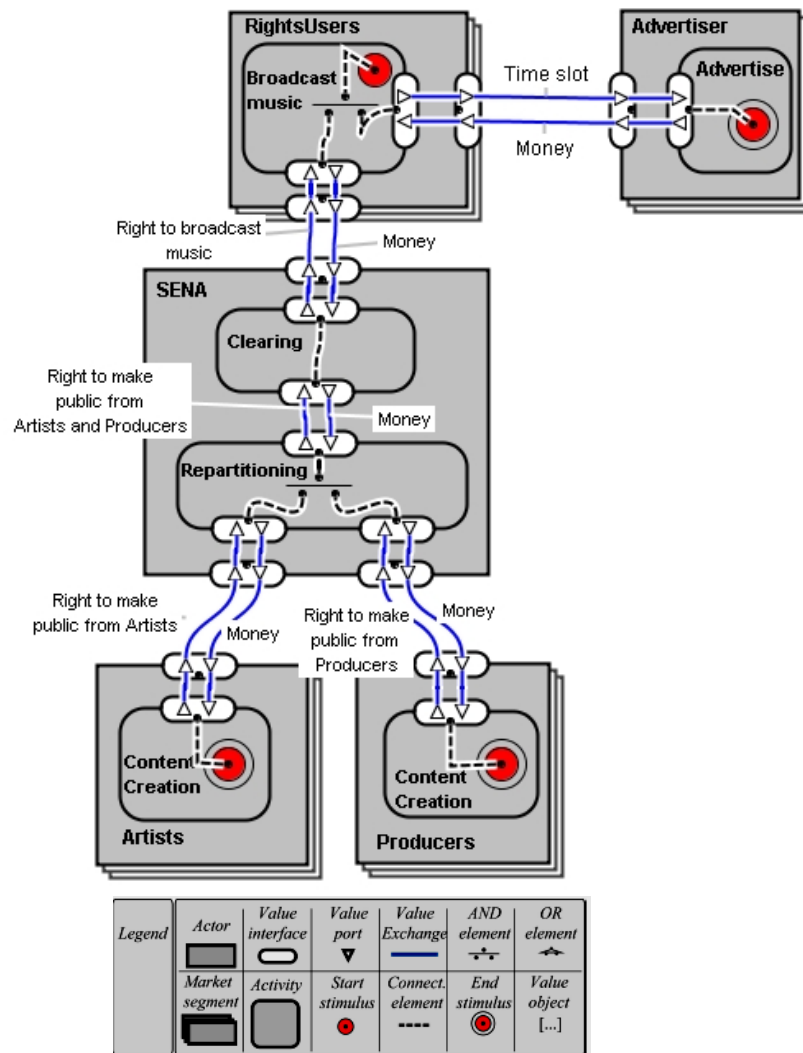 RightsUsers
Advertiser
Broadcast
music
Time slot
Advertise
Money
Right to broadcast
music
Money
SENA
Clearing
Right to make
public from
Artists and Producers
Money
Repartitioning
Right to make
public from Artists
Money
Right to make
public from
Producers
Money
Content
Creation
Artists
Content
Creation
Producers
Legend
Actor
Value
interface
Value
port
Value
Exchange
AND
element
OR
element
Market
segment
Activity
Start
stimulus
Connect.
element
End
stimulus
Value
object
[...]